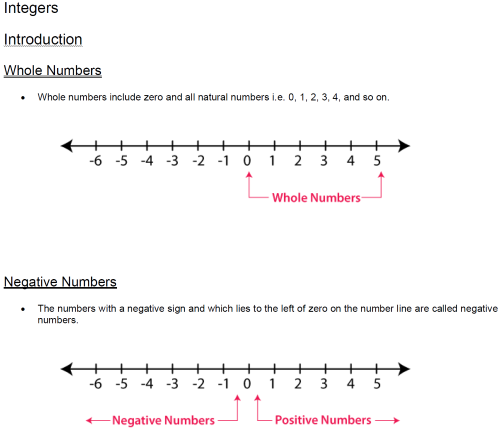 Integers
Introduction
Whole Numbers
• Whole numbers include zero and all natural numbers i.e. 0, 1, 2, 3, 4, and so on.
-6 -5 -4 -3 -2 -1 0 1 2 3 4 5
Whole Numbers
Negative Numbers
• The numbers with a negative sign and which lies to the left of zero on the number line are called negative
numbers.
-6 -5 -4 -3 -2 -1 0 1 2 3 4 5
Negative Numbers Positive Numbers